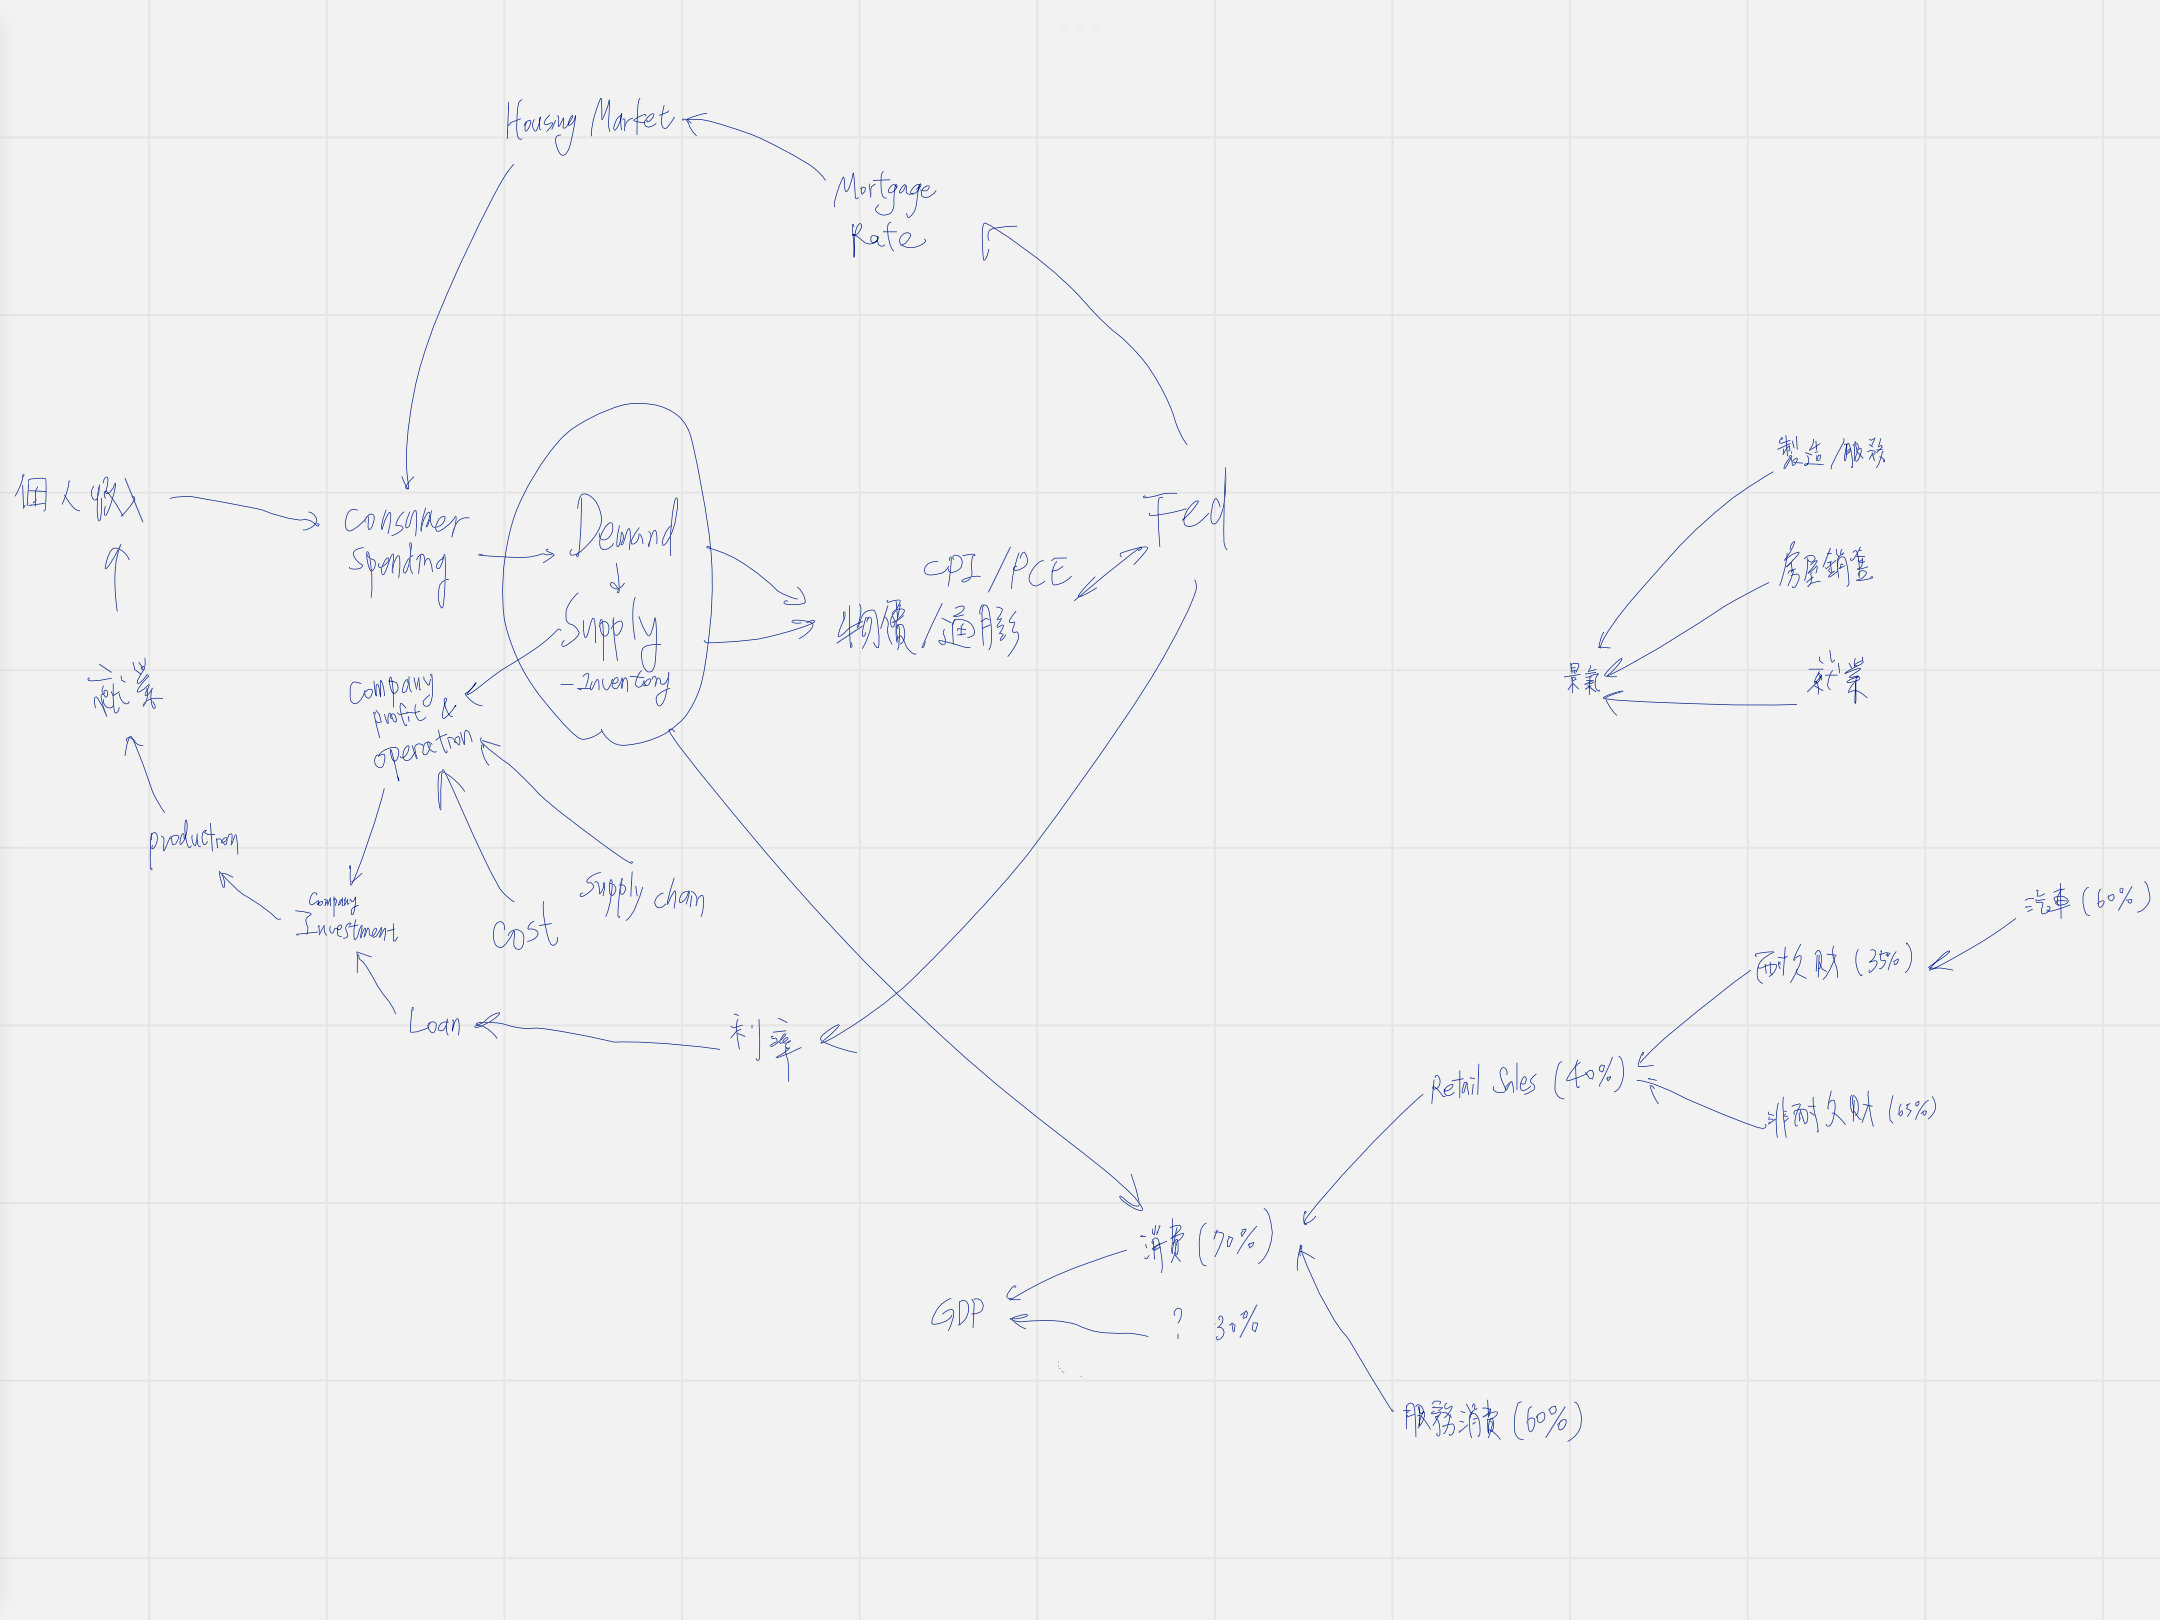 Housing Market
Mortgage
Rate
個人收入
Consumer
Spending
Demand
Supply
-Inventory
CPI/PCE
物價/通膨
Fed
製造/服務
房屋銷售
景氣
就業
就業
Company
profit &
operation
production
Company
Investment
Cost
Supply chain
Loan
利率
汽車(60%)
耐久財(35%)
Retail Sales (40%)
非耐久財(65%)
消費(70%)
GDP
? 30%
服務消費(60%)